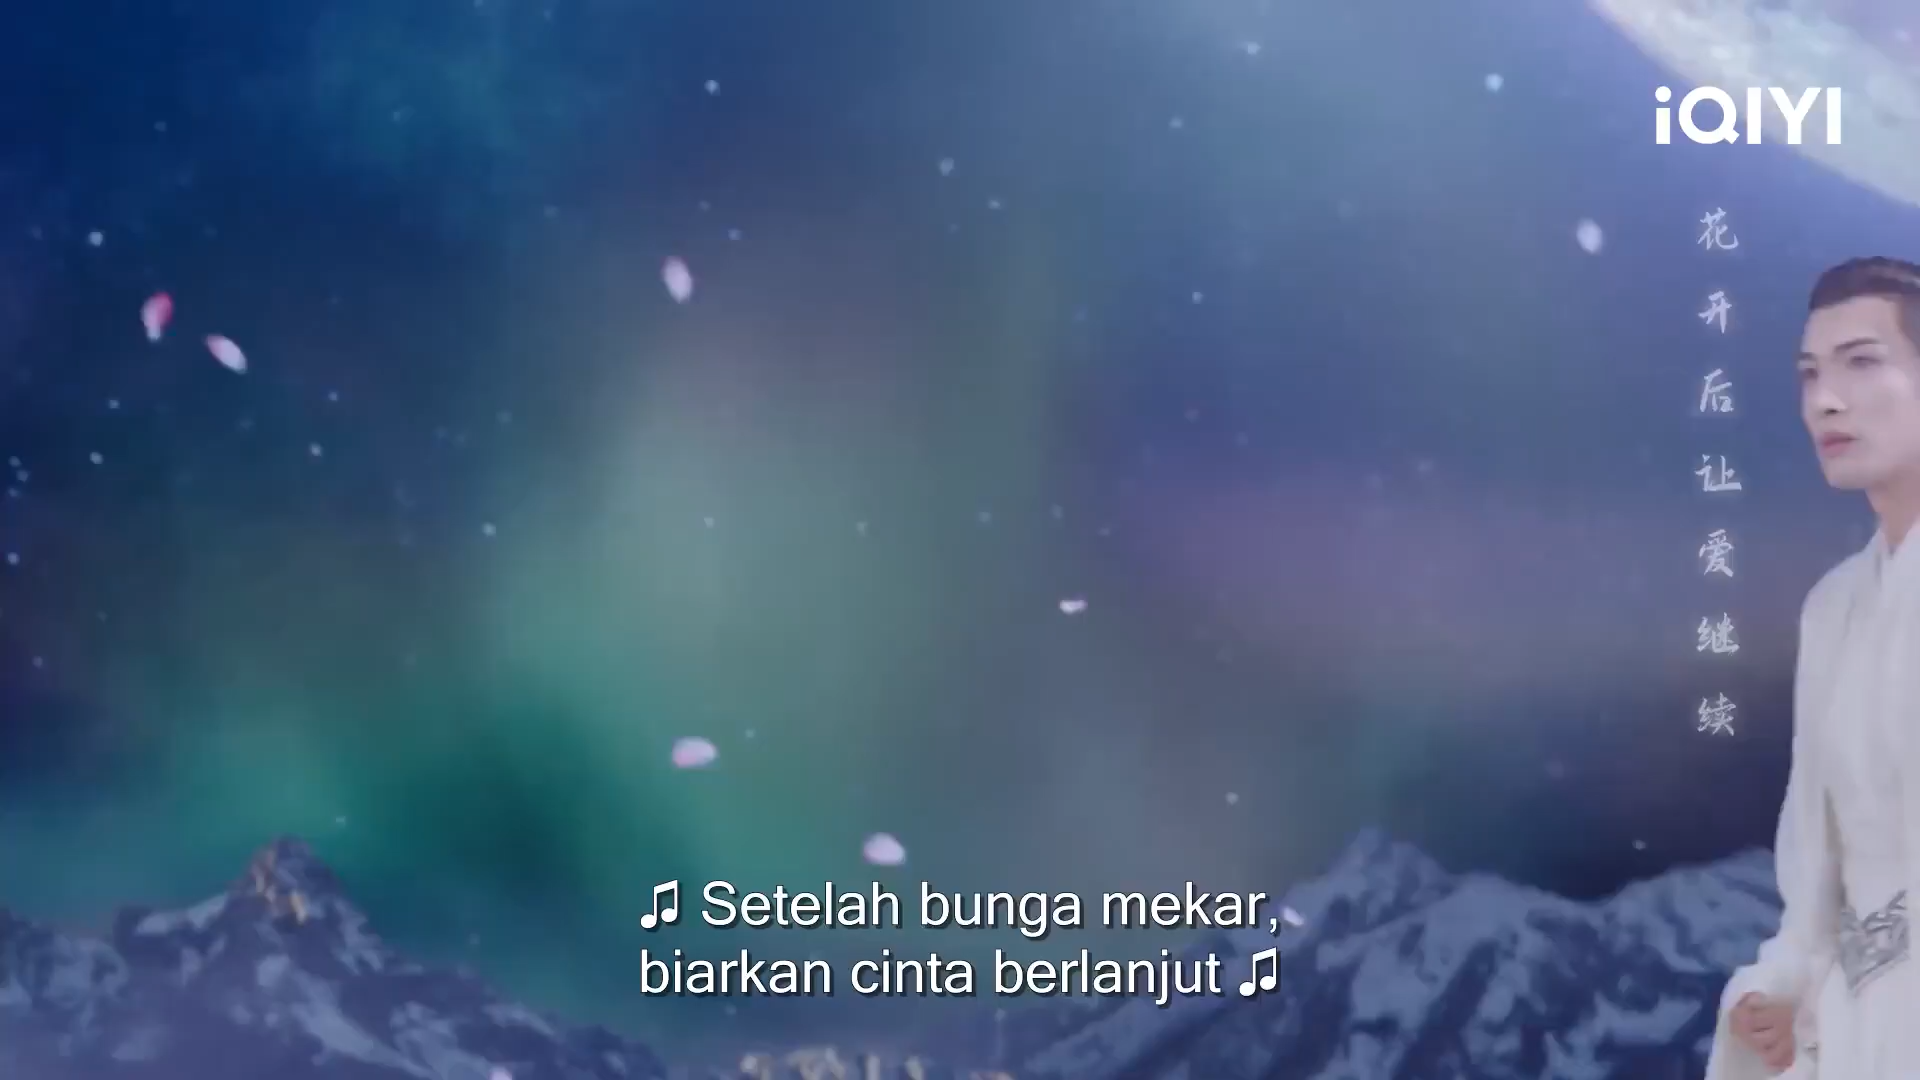 iQIYI
花开后让爱继续
♫ Setelah bunga mekar,
biarkan cinta berlanjut ♫